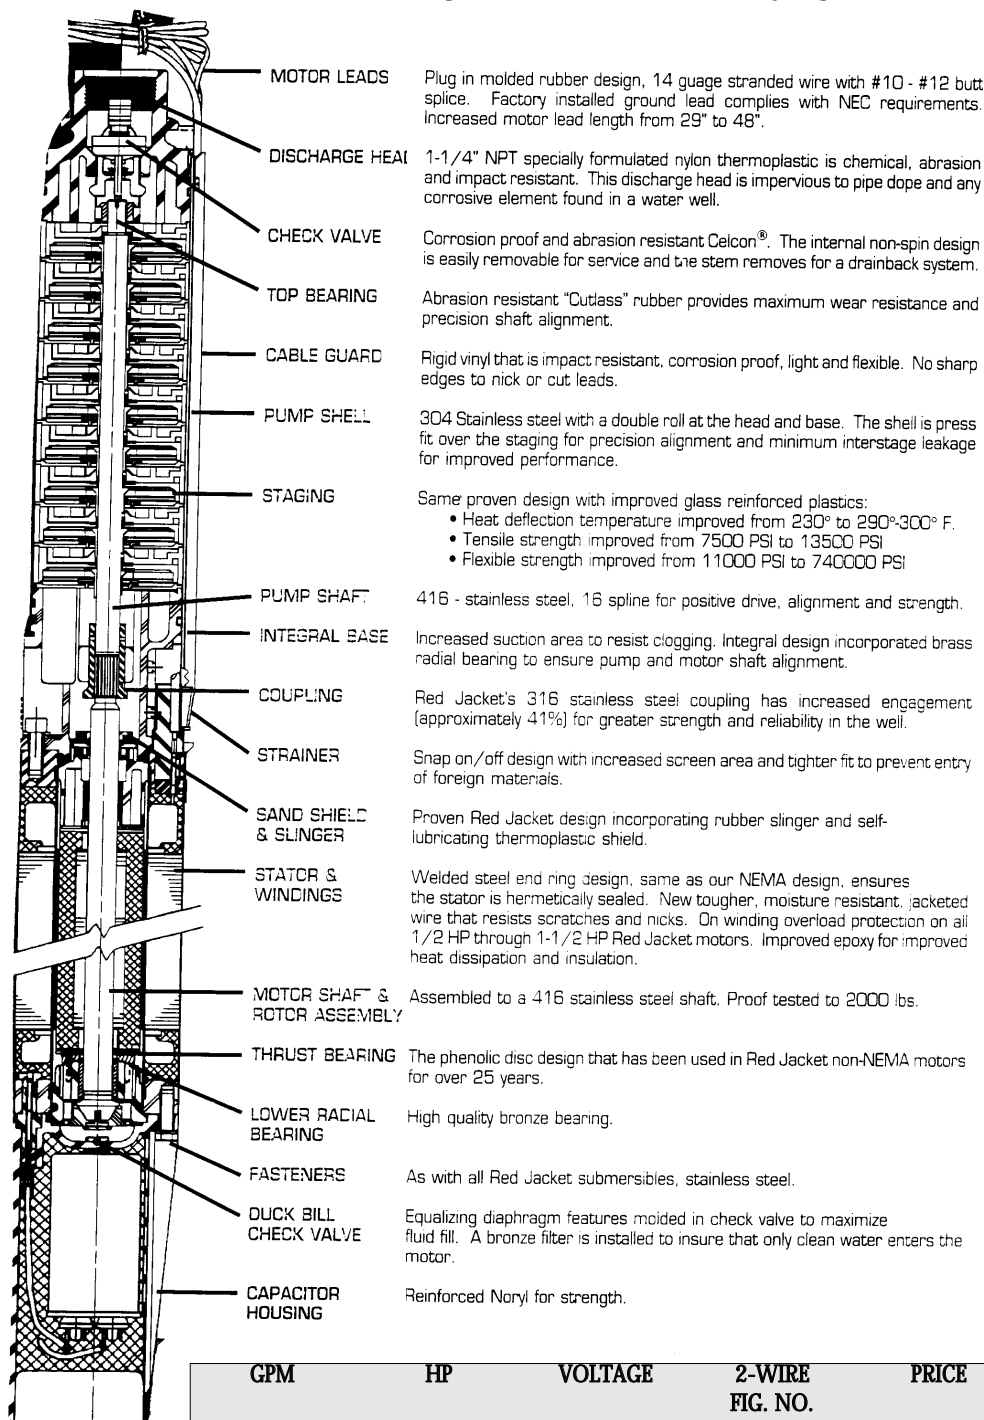 MOTOR LEADS
Plug in molded rubber design, 14 guage stranded wire with #10 - #12 butt
splice. Factory installed ground lead complies with NEC requirements.
Increased motor lead length from 29" to 48".
DISCHARGE HEAD
1-1/4" NPT specially formulated nylon thermoplastic is chemical, abrasion
and impact resistant. This discharge head is impervious to pipe dope and any
corrosive element found in a water well.
CHECK VALVE
Corrosion proof and abrasion resistant Celcon®. The internal non-spin design
is easily removable for service and the stem removes for a drainback system.
TOP BEARING
Abrasion resistant "Cutlass" rubber provides maximum wear resistance and
precision shaft alignment.
CABLE GUARD
Rigid vinyl that is impact resistant, corrosion proof, light and flexible. No sharp
edges to nick or cut leads.
PUMP SHELL
304 Stainless steel with a double roll at the head and base. The shell is press
fit over the staging for precision alignment and minimum interstage leakage
for improved performance.
STAGING
Same proven design with improved glass reinforced plastics:
• Heat deflection temperature improved from 230° to 290°-300° F.
• Tensile strength improved from 7500 PSI to 13500 PSI
• Flexible strength improved from 11000 PSI to 740000 PSI
PUMP SHAFT
416 - stainless steel, 16 spline for positive drive, alignment and strength.
INTEGRAL BASE
Increased suction area to resist clogging. Integral design incorporated brass
radial bearing to ensure pump and motor shaft alignment.
COUPLING
Red Jacket's 316 stainless steel coupling has increased engagement
(approximately 41%) for greater strength and reliability in the well.
STRAINER
Snap on/off design with increased screen area and tighter fit to prevent entry
of foreign materials.
SAND SHIELD
& SLINGER
Proven Red Jacket design incorporating rubber slinger and self-
lubricating thermoplastic shield.
STATOR &
WINDINGS
Welded steel end ring design, same as our NEMA design, ensures
the stator is hermetically sealed. New tougher, moisture resistant, jacketed
wire that resists scratches and nicks. On winding overload protection on all
1/2 HP through 1-1/2 HP Red Jacket motors. Improved epoxy for improved
heat dissipation and insulation.
MOTOR SHAFT &
ROTOR ASSEMBLY
Assembled to a 416 stainless steel shaft. Proof tested to 2000 lbs.
THRUST BEARING
The phenolic disc design that has been used in Red Jacket non-NEMA motors
for over 25 years.
LOWER RADIAL
BEARING
High quality bronze bearing.
FASTENERS
As with all Red Jacket submersibles, stainless steel.
DUCK BILL
CHECK VALVE
Equalizing diaphragm features molded in check valve to maximize
fluid fill. A bronze filter is installed to insure that only clean water enters the
motor.
CAPACITOR
HOUSING
Reinforced Noryl for strength.
GPM HP VOLTAGE 2-WIRE PRICE
FIG. NO.